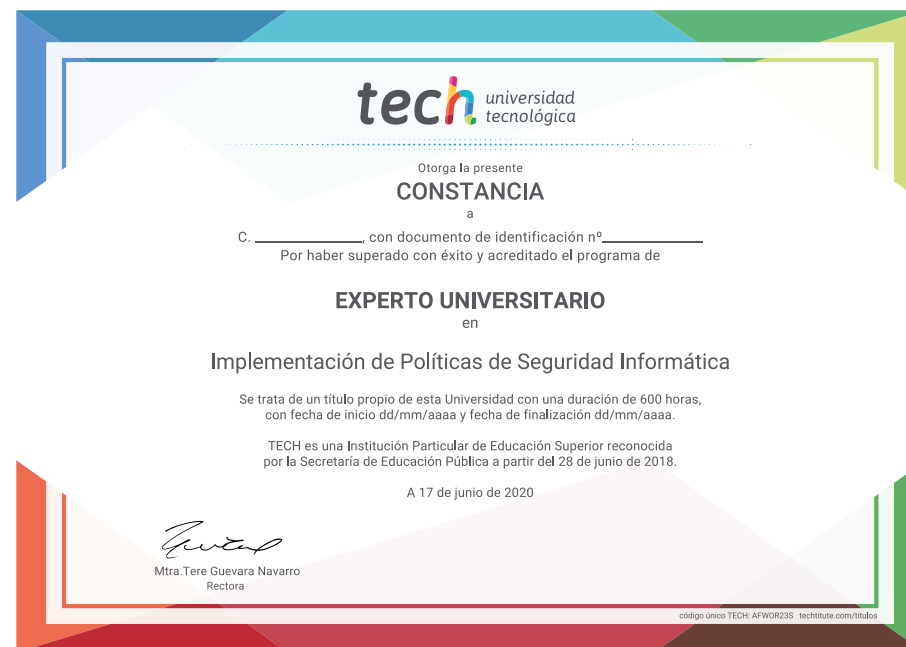 tech universidad
tecnológica
Otorga la presente
CONSTANCIA
a
C. ____________, con documento de identificación nº____________
Por haber superado con éxito y acreditado el programa de
EXPERTO UNIVERSITARIO
en
Implementación de Políticas de Seguridad Informática
Se trata de un título propio de esta Universidad con una duración de 600 horas,
con fecha de inicio dd/mm/aaaa y fecha de finalización dd/mm/aaaa.
TECH es una Institución Particular de Educación Superior reconocida
por la Secretaría de Educación Pública a partir del 28 de junio de 2018.
A 17 de junio de 2020
Mtra.Tere Guevara Navarro
Rectora
código único TECH: AFWOR23S techtitute.com/titulos